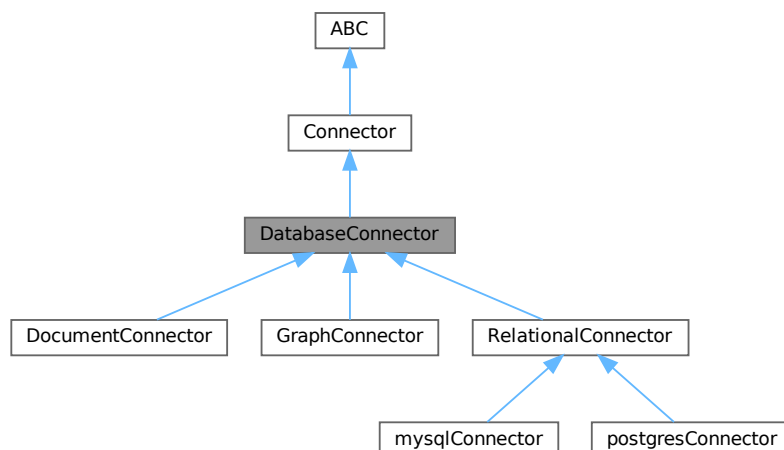 ABC
Connector
DatabaseConnector
DocumentConnector
GraphConnector
RelationalConnector
mysqlConnector
postgresConnector